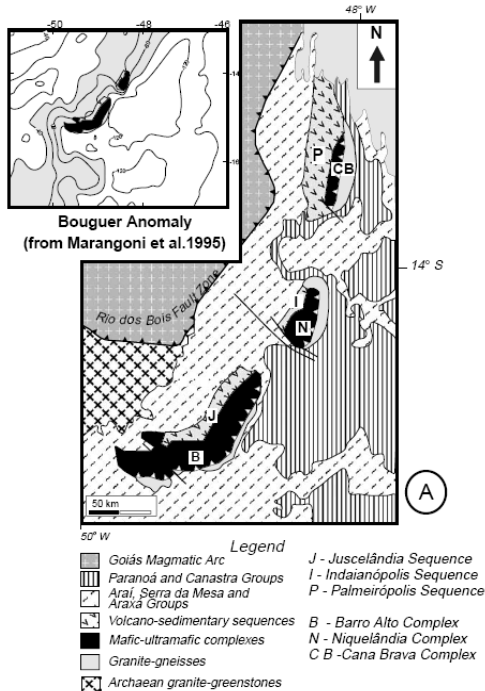 -50
-48
-46
48° W
-14
-16
N
Bouguer Anomaly
(from Marangoni et al.1995)
P
CB
14° S
Rio dos Bois Fault Zone
I
N
J
B
50 km
A
50° W
Legend
Goiás Magmatic Arc
Paranoá and Canastra Groups
Araí, Serra da Mesa and
Araxá Groups
Volcano-sedimentary sequences
Mafic-ultramafic complexes
Granite-gneisses
Archaean granite-greenstones
J - Juscelândia Sequence
I - Indaianópolis Sequence
P - Palmeirópolis Sequence
B - Barro Alto Complex
N - Niquelândia Complex
C B -Cana Brava Complex